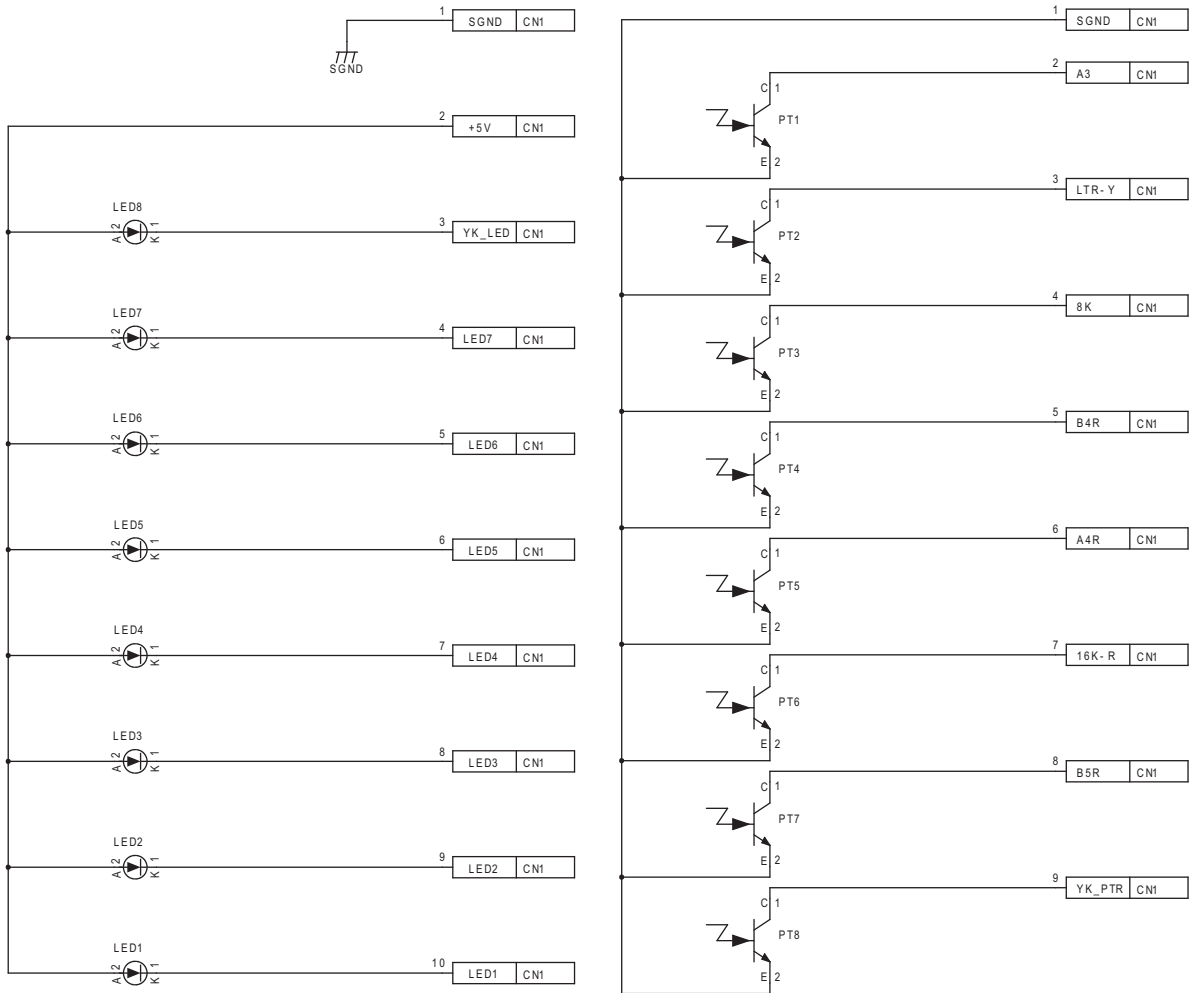 1 SGND CN1
SGND
2 +5V CN1
LED8
A 2 K 1
3 YK_LED CN1
LED7
A 2 K 1
4 LED7 CN1
LED6
A 2 K 1
5 LED6 CN1
LED5
A 2 K 1
6 LED5 CN1
LED4
A 2 K 1
7 LED4 CN1
LED3
A 2 K 1
8 LED3 CN1
LED2
A 2 K 1
9 LED2 CN1
LED1
A 2 K 1
10 LED1 CN1
1 SGND CN1
2 A3 CN1
C 1
PT1
E 2
3 LTR-Y CN1
C 1
PT2
E 2
4 8K CN1
C 1
PT3
E 2
5 B4R CN1
C 1
PT4
E 2
6 A4R CN1
C 1
PT5
E 2
7 16K-R CN1
C 1
PT6
E 2
8 B5R CN1
C 1
PT7
E 2
9 YK_PTR CN1
C 1
PT8
E 2